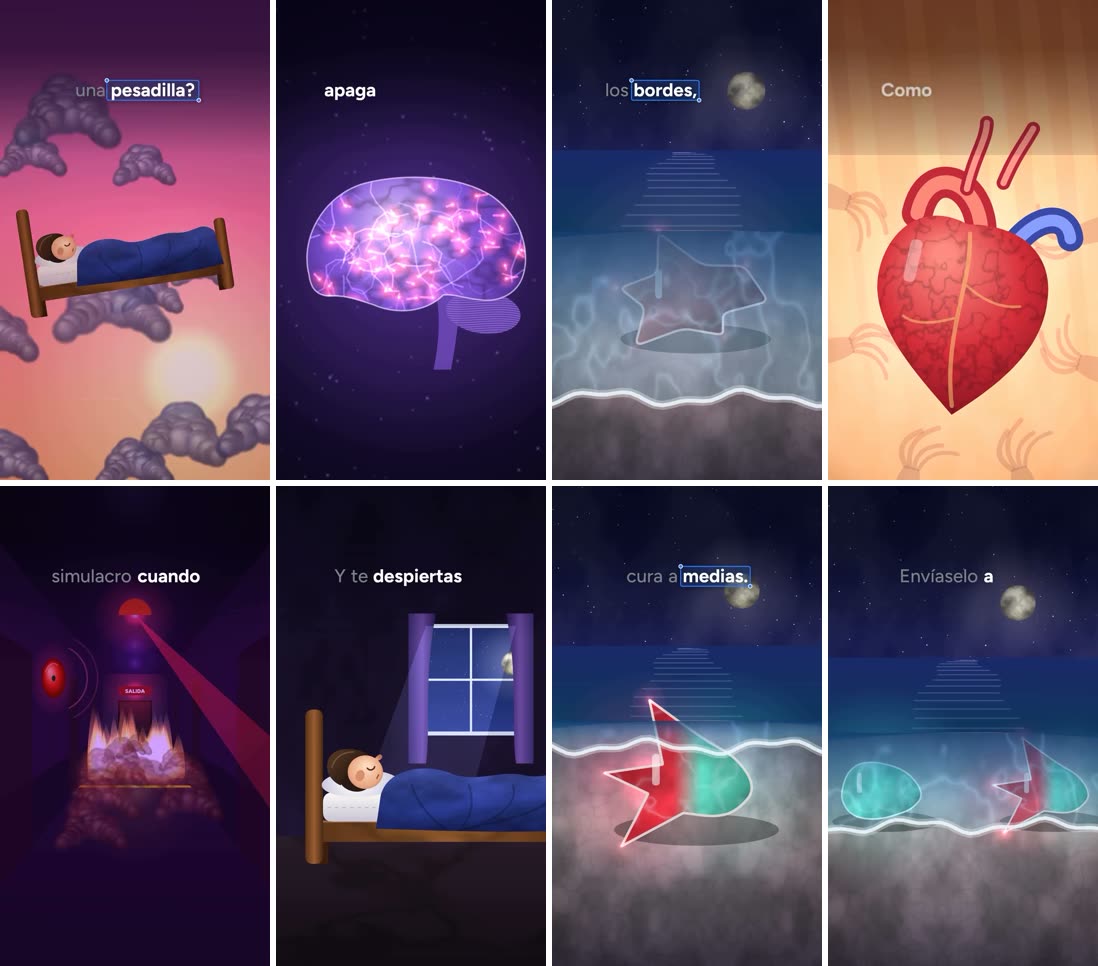 una pesadilla?
apaga
los bordes,
Como
simulacro cuando
SALIDA
Y te despiertas
cura a medias.
Envíaselo a